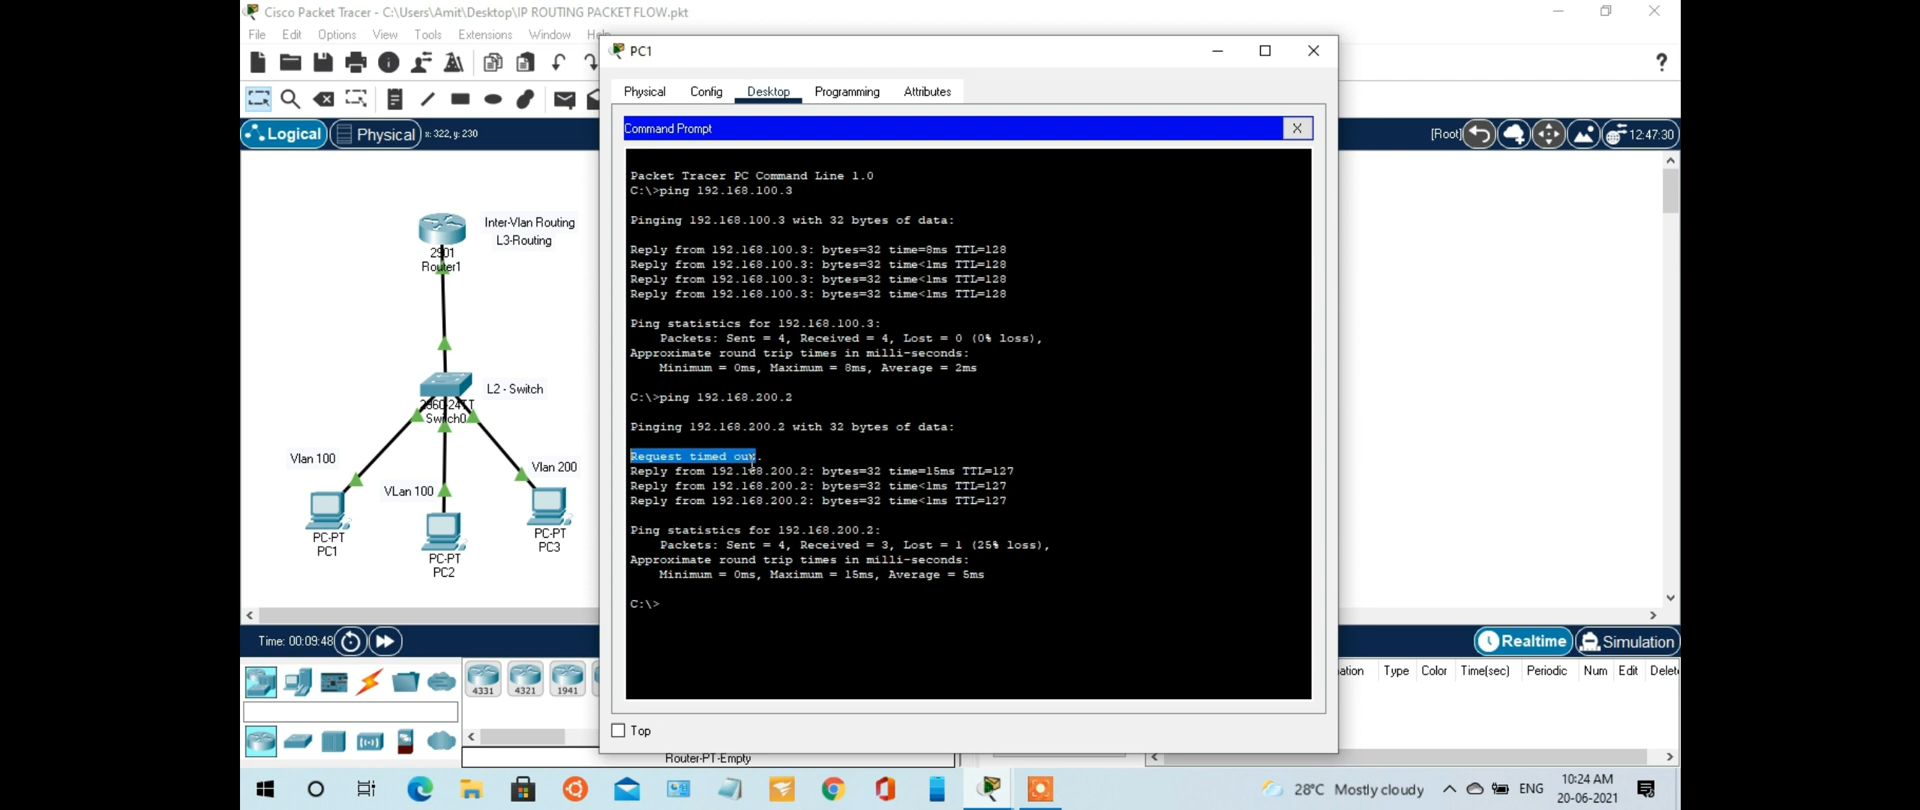 Cisco Packet Tracer - C:\Users\Amit\Desktop\IP ROUTING PACKET FLOW.pkt
File Edit Options View Tools Extensions Window Help
PC1
Physical Config Desktop Programming Attributes
Logical Physical x: 322, y: 230
[Root] 12:47:30
Command Prompt X
Packet Tracer PC Command Line 1.0
C:\>ping 192.168.100.3
Pinging 192.168.100.3 with 32 bytes of data:
Reply from 192.168.100.3: bytes=32 time=8ms TTL=128
Reply from 192.168.100.3: bytes=32 time<1ms TTL=128
Reply from 192.168.100.3: bytes=32 time<1ms TTL=128
Reply from 192.168.100.3: bytes=32 time<1ms TTL=128
Ping statistics for 192.168.100.3:
Packets: Sent = 4, Received = 4, Lost = 0 (0% loss),
Approximate round trip times in milli-seconds:
Minimum = 0ms, Maximum = 8ms, Average = 2ms
C:\>ping 192.168.200.2
Pinging 192.168.200.2 with 32 bytes of data:
Request timed out.
Reply from 192.168.200.2: bytes=32 time=15ms TTL=127
Reply from 192.168.200.2: bytes=32 time<1ms TTL=127
Reply from 192.168.200.2: bytes=32 time<1ms TTL=127
Ping statistics for 192.168.200.2:
Packets: Sent = 4, Received = 3, Lost = 1 (25% loss),
Approximate round trip times in milli-seconds:
Minimum = 0ms, Maximum = 15ms, Average = 5ms
C:\>
Inter-Vlan Routing
L3-Routing
2901
Router1
L2 - Switch
2960-24TT
Switch0
Vlan 100
VLan 100
Vlan 200
PC-PT
PC1
PC-PT
PC2
PC-PT
PC3
Time: 00:09:48
Realtime Simulation
4331 4321 1941
Type Color Time(sec) Periodic Num Edit
Top
Router-PT-Empty
28°C Mostly cloudy
ENG
10:24 AM
20-06-2021